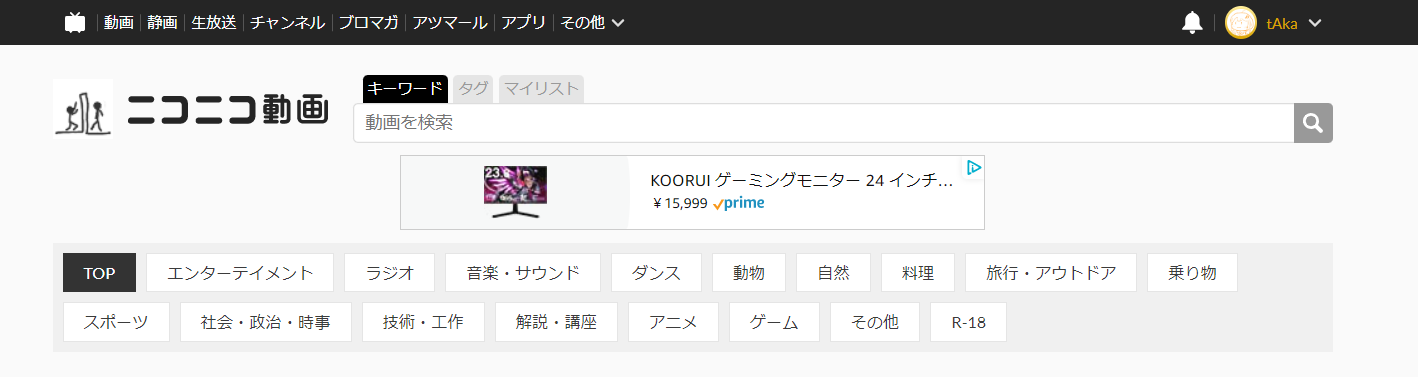 動画 静画 生放送 チャンネル ブロマガ アツマール アプリ その他 tAka
キーワード タグ マイリスト
ニコニコ動画
動画を検索
23.
KOORUI ゲーミングモニター 24 インチ…
¥15,999 prime
TOP エンターテイメント ラジオ 音楽・サウンド ダンス 動物 自然 料理 旅行・アウトドア 乗り物
スポーツ 社会・政治・時事 技術・工作 解説・講座 アニメ ゲーム その他 R-18